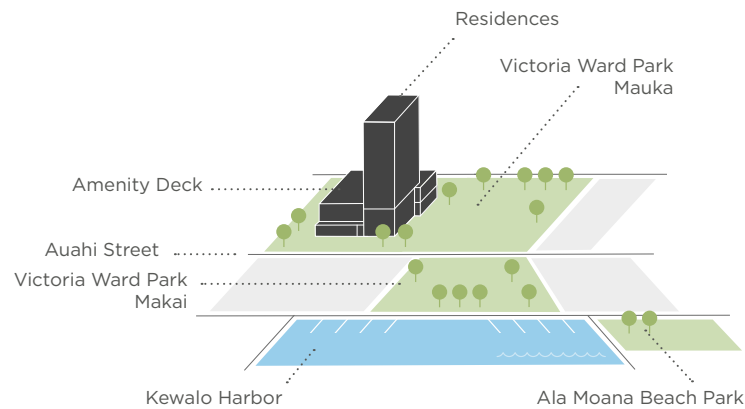 Residences
Victoria Ward Park
Mauka
Amenity Deck
Auahi Street
Victoria Ward Park
Makai
Kewalo Harbor
Ala Moana Beach Park